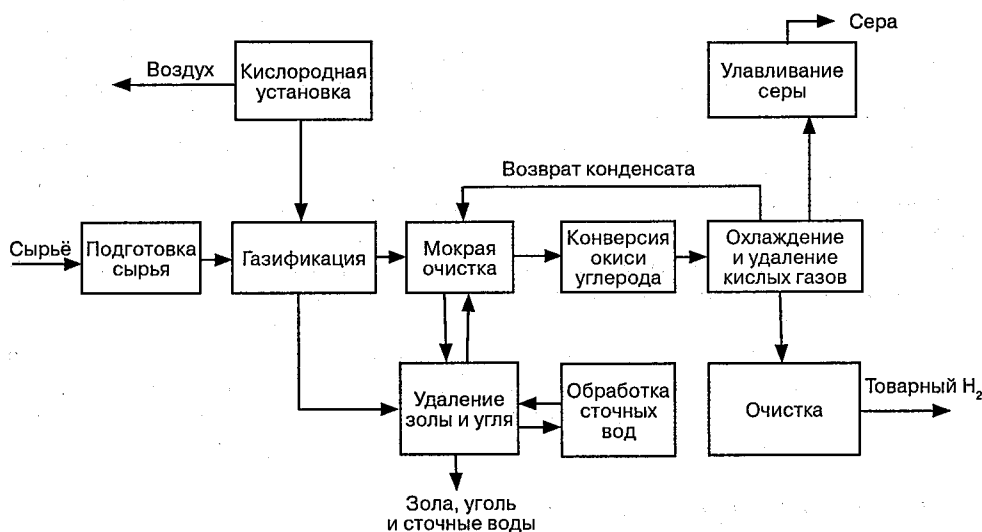 Сера
Воздух
Кислородная
установка
Улавливание
серы
Возврат конденсата
Сырьё
Подготовка
сырья
Газификация
Мокрая
очистка
Конверсия
окиси
углерода
Охлаждение
и удаление
кислых газов
Удаление
золы и угля
Обработка
сточных
вод
Очистка
Товарный H₂
Зола, уголь
и сточные воды